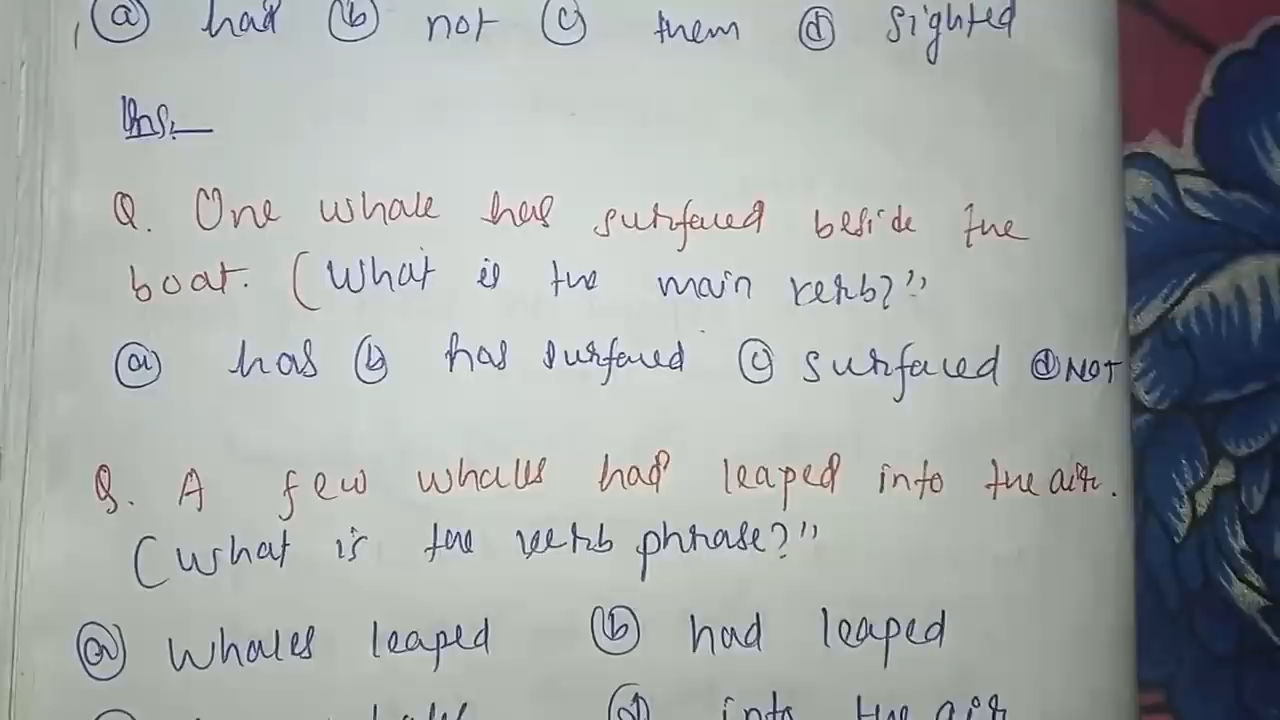 (a) had (b) not (c) them (d) sighted
Ans.—
Q. One whale has surfaced beside the
boat. (What is the main verb?"
(a) has (b) has surfaced (c) surfaced (d) NOT
Q. A few whales had leaped into the air.
(What is the verb phrase?"
(a) whales leaped (b) had leaped
(d) into the air